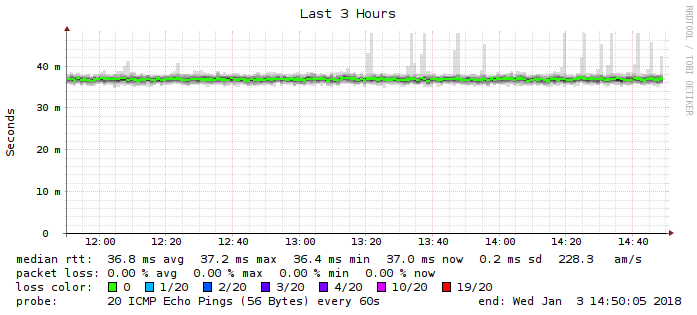 Last 3 Hours
RRDTOOL / TOBI OETIKER
Seconds
40 m
30 m
20 m
10 m
0
12:00 12:20 12:40 13:00 13:20 13:40 14:00 14:20 14:40
median rtt: 36.8 ms avg 37.2 ms max 36.4 ms min 37.0 ms now 0.2 ms sd 228.3 am/s
packet loss: 0.00 % avg 0.00 % max 0.00 % min 0.00 % now
loss color: 0 1/20 2/20 3/20 4/20 10/20 19/20
probe: 20 ICMP Echo Pings (56 Bytes) every 60s end: Wed Jan 3 14:50:05 2018